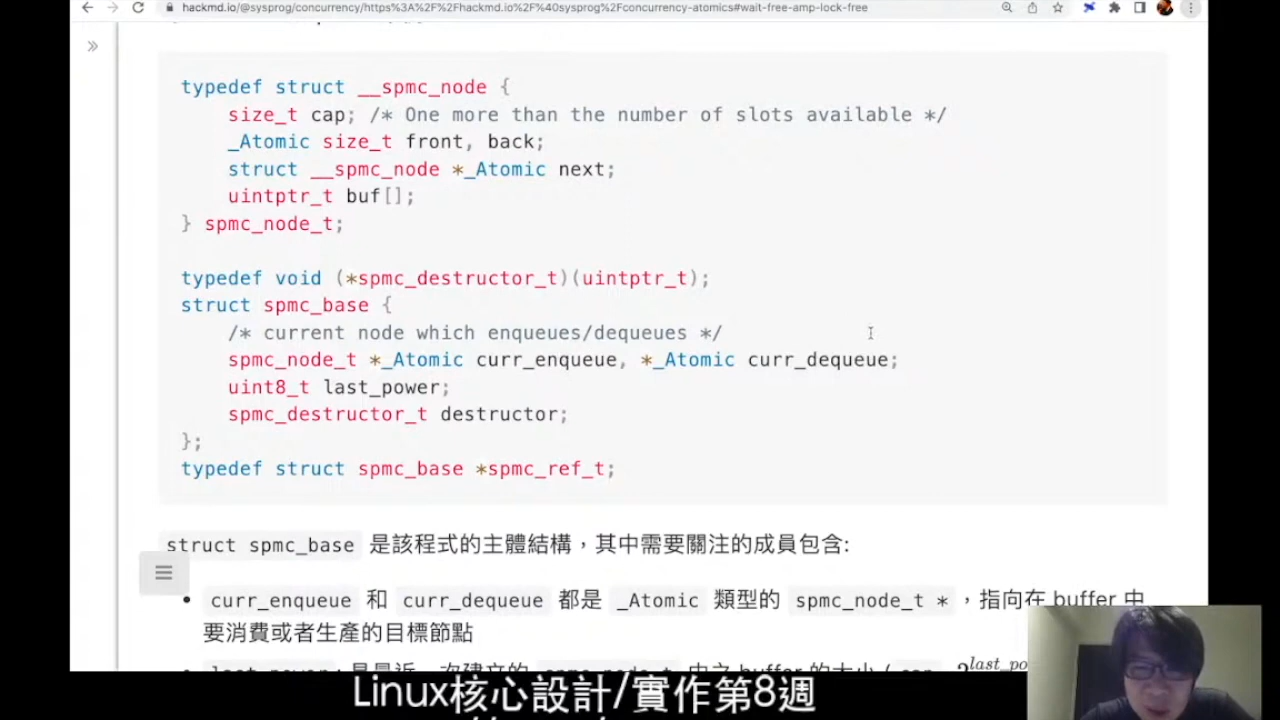 hackmd.io/@sysprog/concurrency/https%3A%2F%2Fhackmd.io%2F%40sysprog%2Fconcurrency-atomics#wait-free-amp-lock-free
typedef struct __spmc_node {
size_t cap; /* One more than the number of slots available */
_Atomic size_t front, back;
struct __spmc_node *_Atomic next;
uintptr_t buf[];
} spmc_node_t;
typedef void (*spmc_destructor_t)(uintptr_t);
struct spmc_base {
/* current node which enqueues/dequeues */
spmc_node_t *_Atomic curr_enqueue, *_Atomic curr_dequeue;
uint8_t last_power;
spmc_destructor_t destructor;
};
typedef struct spmc_base *spmc_ref_t;
struct spmc_base 是該程式的主體結構，其中需要關注的成員包含:
• curr_enqueue 和 curr_dequeue 都是 _Atomic 類型的 spmc_node_t * ，指向在 buffer 中
要消費或者生產的目標節點
Linux核心設計/實作第8週